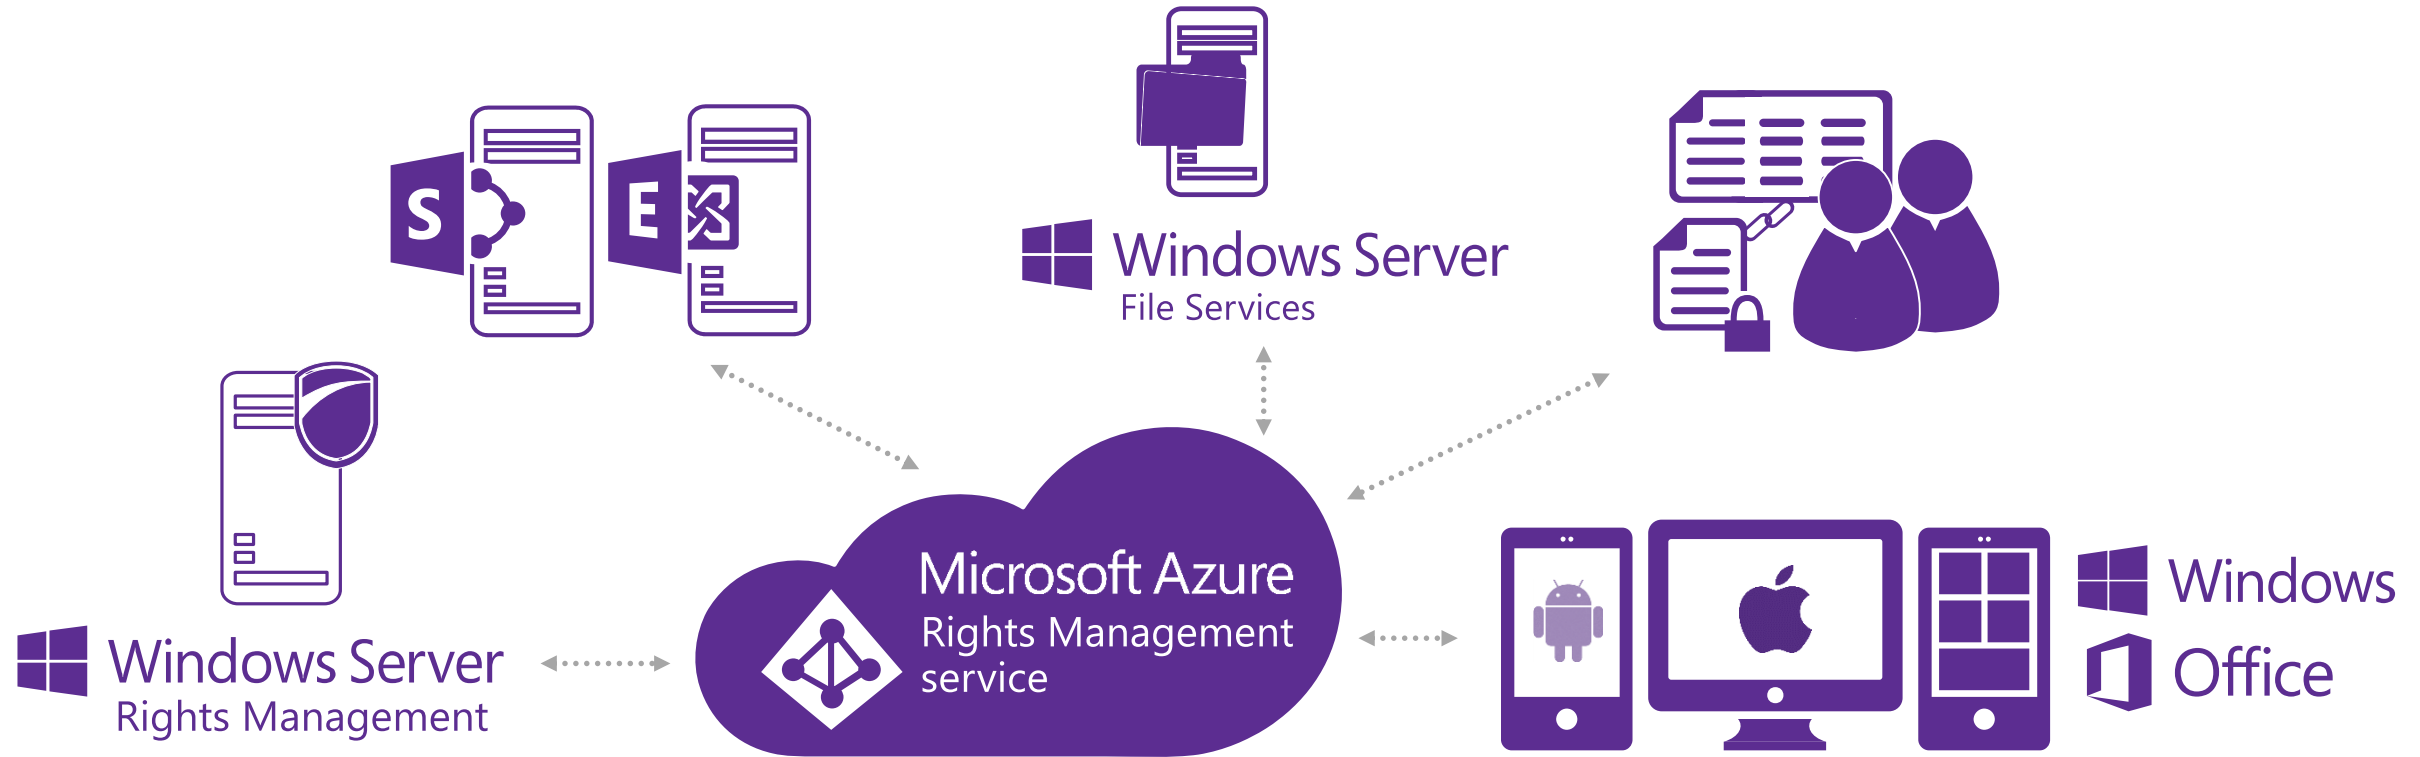 S
E
Windows Server
File Services
Windows Server
Rights Management
Microsoft Azure
Rights Management
service
Windows
Office